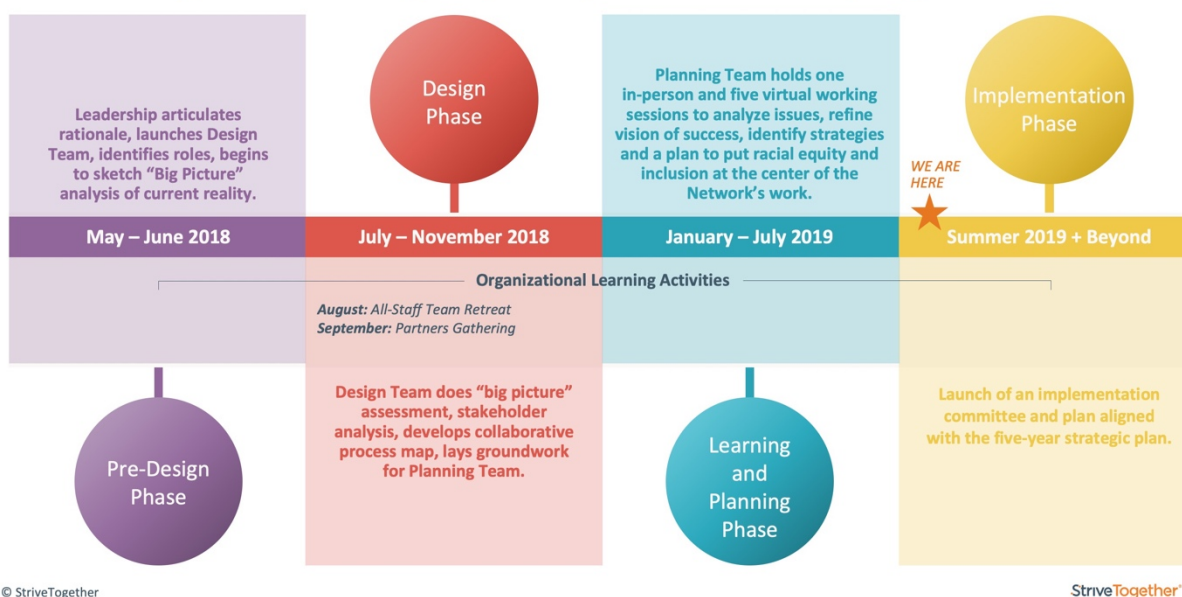 Leadership articulates
rationale, launches Design
Team, identifies roles, begins
to sketch “Big Picture”
analysis of current reality.
Design
Phase
Planning Team holds one
in-person and five virtual working
sessions to analyze issues, refine
vision of success, identify strategies
and a plan to put racial equity and
inclusion at the center of the
Network’s work.
Implementation
Phase
WE ARE
HERE
May – June 2018
July – November 2018
January – July 2019
Summer 2019 + Beyond
Organizational Learning Activities
August: All-Staff Team Retreat
September: Partners Gathering
Pre-Design
Phase
Design Team does “big picture”
assessment, stakeholder
analysis, develops collaborative
process map, lays groundwork
for Planning Team.
Learning
and
Planning
Phase
Launch of an implementation
committee and plan aligned
with the five-year strategic plan.
© StriveTogether
StriveTogether